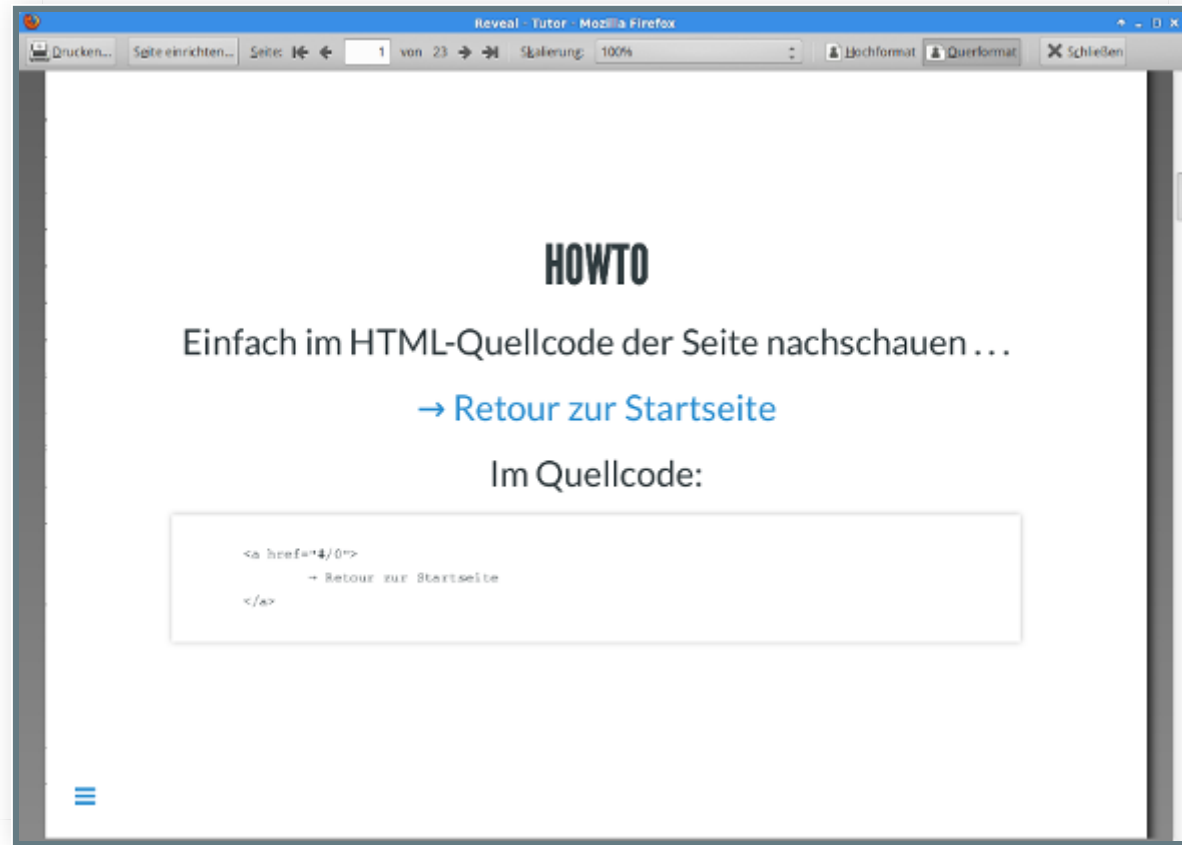 Reveal - Tutor - Mozilla Firefox
Drucken... Seite einrichten... Seite: 1 von 23 Skalierung: 100% Hochformat Querformat Schließen
HOWTO
Einfach im HTML-Quellcode der Seite nachschauen . . .
→ Retour zur Startseite
Im Quellcode:
<a href="#/0">
→ Retour zur Startseite
</a>